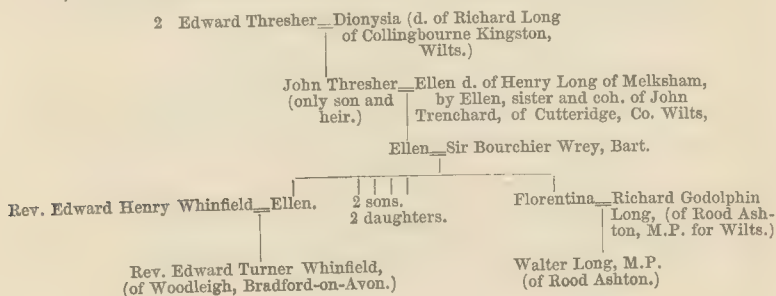 2 Edward Thresher=Dionysia (d. of Richard Long
of Collingbourne Kingston,
Wilts.)
John Thresher=Ellen d. of Henry Long of Melksham,
(only son and by Ellen, sister and coh. of John
heir.) Trenchard, of Cutteridge, Co. Wilts,
Ellen=Sir Bourchier Wrey, Bart.
Rev. Edward Henry Whinfield=Ellen.
2 sons.
2 daughters.
Florentina=Richard Godolphin
Long, (of Rood Ash-
ton, M.P. for Wilts.)
Rev. Edward Turner Whinfield,
(of Woodleigh, Bradford-on-Avon.)
Walter Long, M.P.
(of Rood Ashton.)